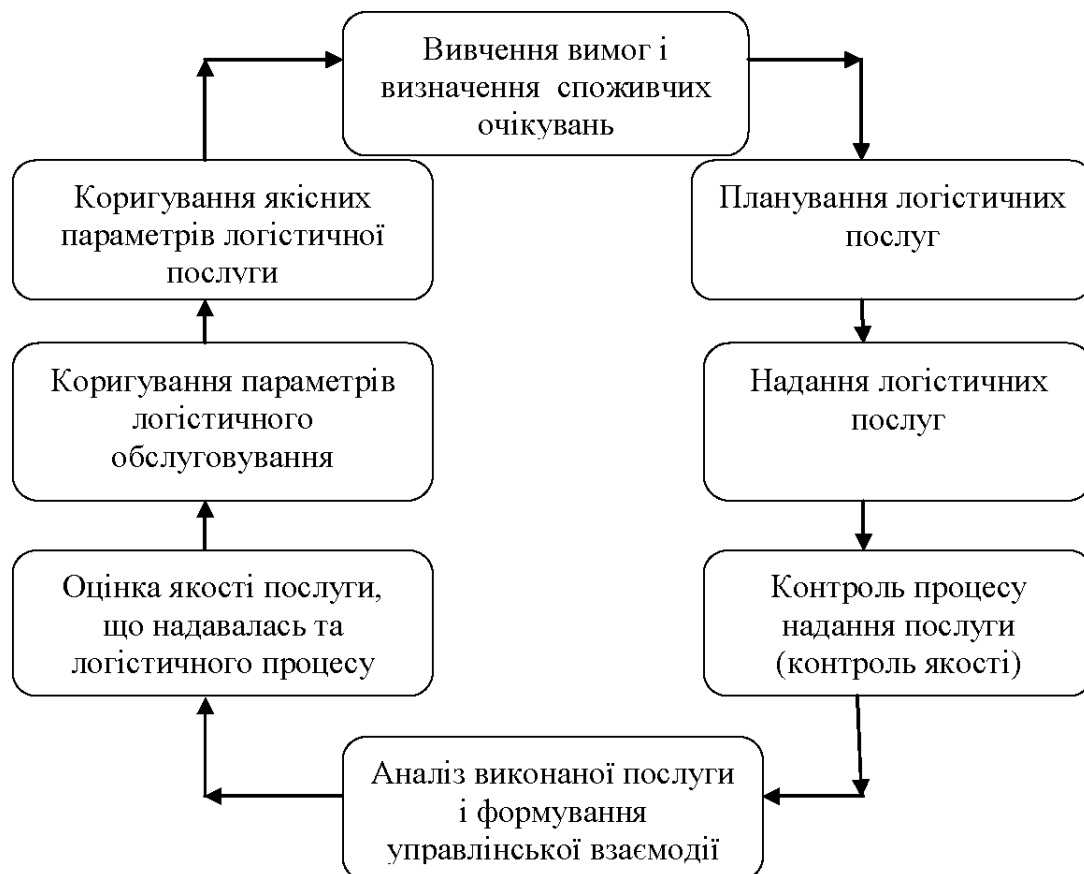 Вивчення вимог і
визначення споживчих
очікувань
Коригування якісних
параметрів логістичної
послуги
Планування логістичних
послуг
Коригування параметрів
логістичного
обслуговування
Надання логістичних
послуг
Оцінка якості послуги,
що надавалась та
логістичного процесу
Контроль процесу
надання послуги
(контроль якості)
Аналіз виконаної послуги
і формування
управлінської взаємодії